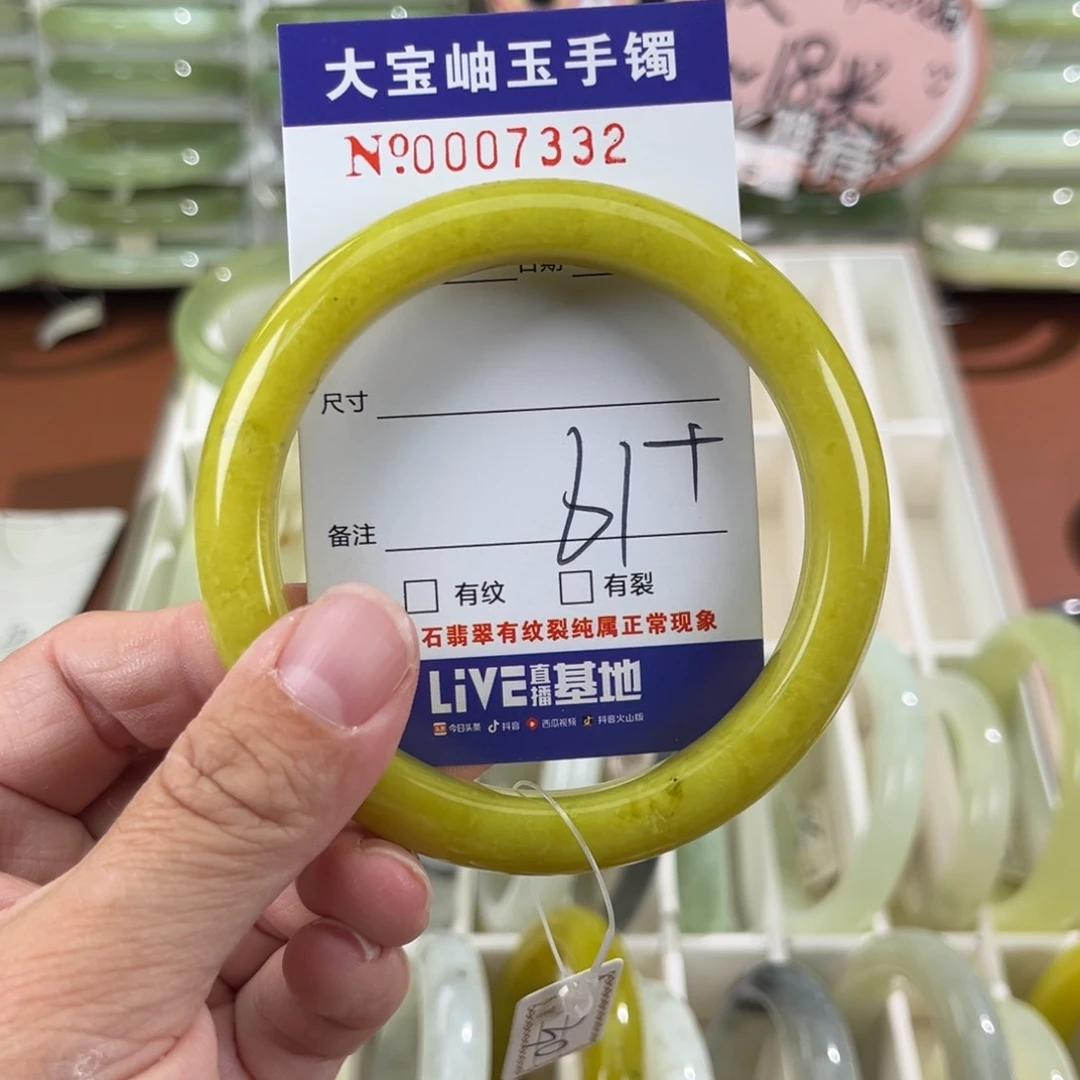 大宝岫玉手镯
№0007332
日期
尺寸
61+
备注
有纹 有裂
石翡翠有纹裂纯属正常现象
LiVE直播基地
今日头条 抖音 西瓜视频 抖音火山版